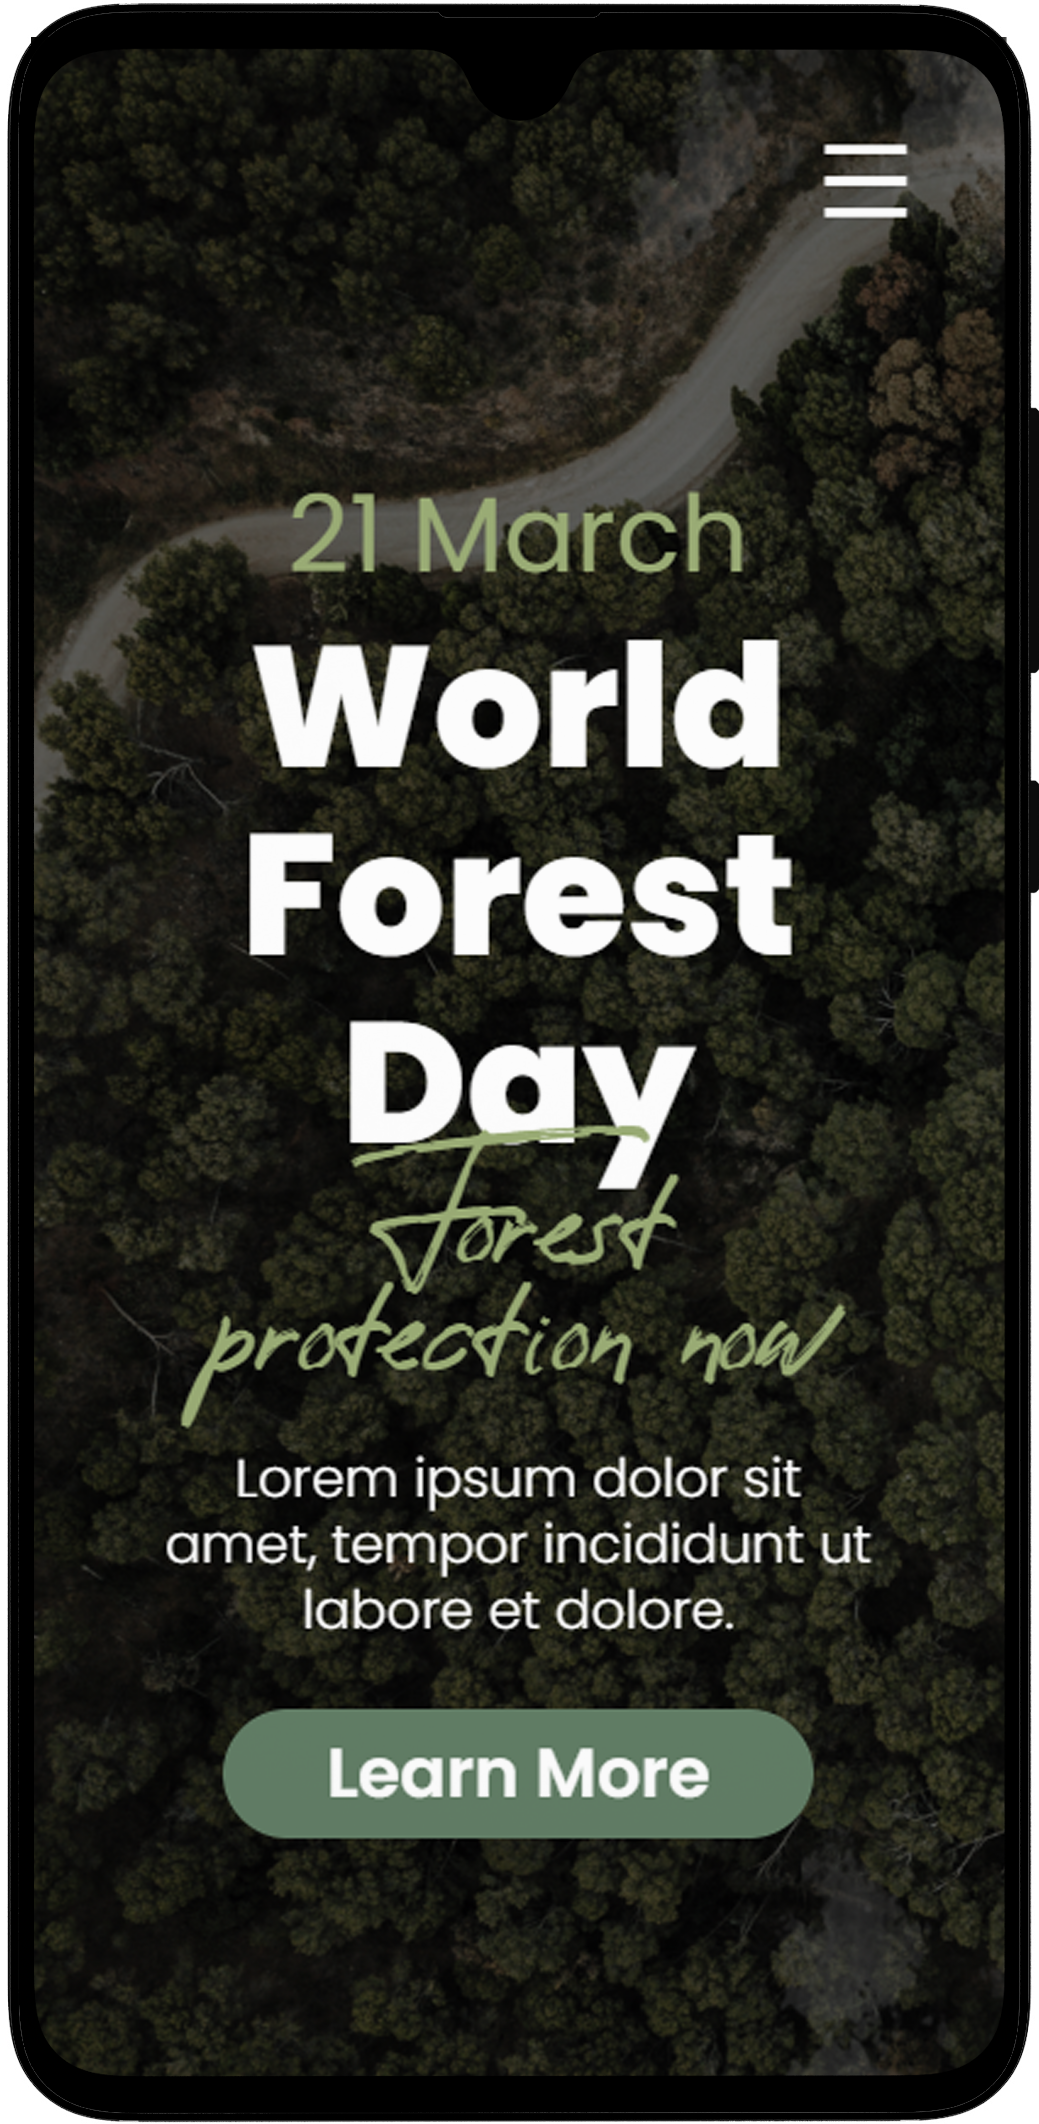 21 March
World
Forest
Day
Forest
protection now
Lorem ipsum dolor sit
amet, tempor incididunt ut
labore et dolore.
Learn More